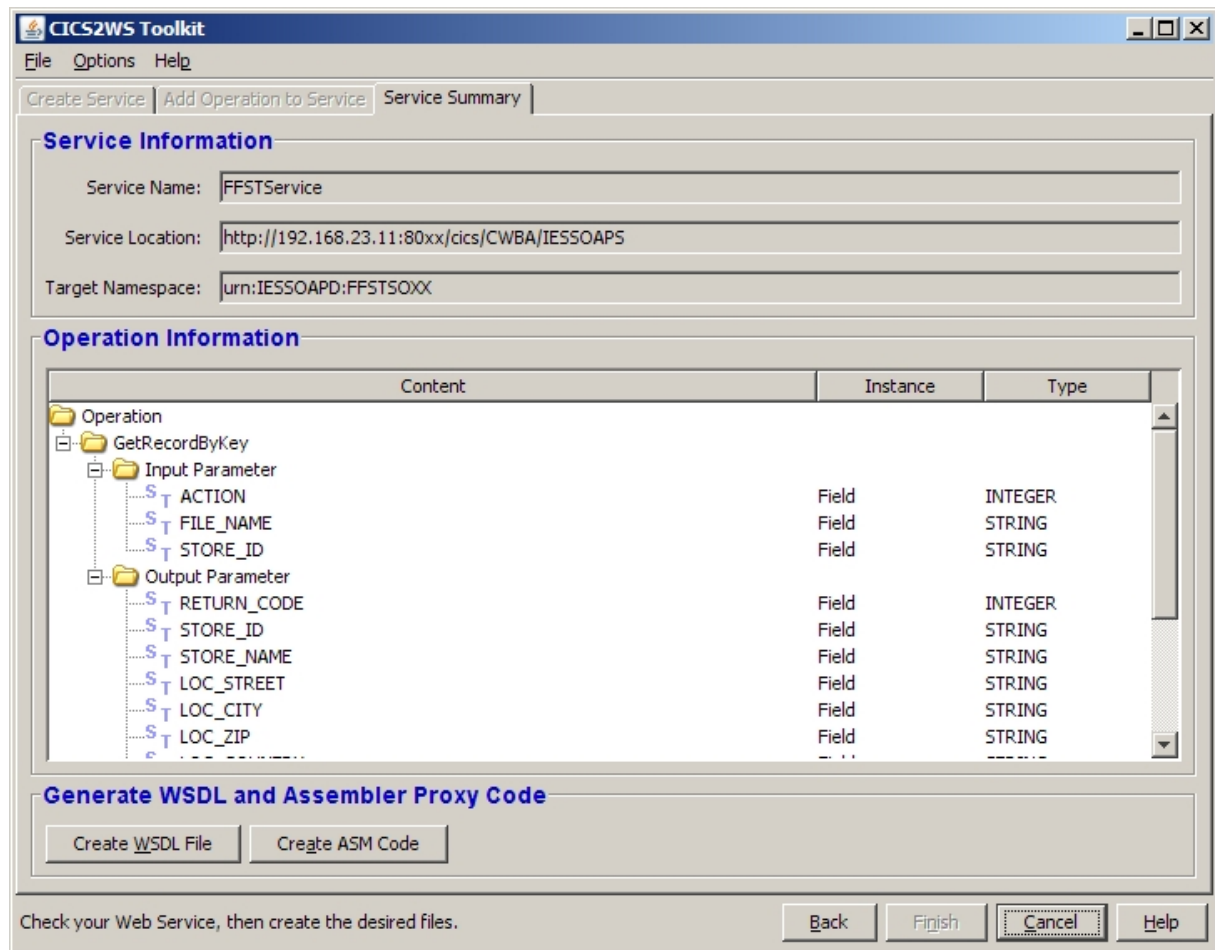 CICS2WS Toolkit
File Options Help
Create Service Add Operation to Service Service Summary
Service Information
Service Name: FFSTService
Service Location: http://192.168.23.11:80xx/cics/CWBA/IESSOAPS
Target Namespace: urn:IESSOAPD:FFSTSOXX
Operation Information
Content Instance Type
Operation
GetRecordByKey
Input Parameter
ACTION Field INTEGER
FILE_NAME Field STRING
STORE_ID Field STRING
Output Parameter
RETURN_CODE Field INTEGER
STORE_ID Field STRING
STORE_NAME Field STRING
LOC_STREET Field STRING
LOC_CITY Field STRING
LOC_ZIP Field STRING
Generate WSDL and Assembler Proxy Code
Create WSDL File Create ASM Code
Check your Web Service, then create the desired files. Back Finish Cancel Help